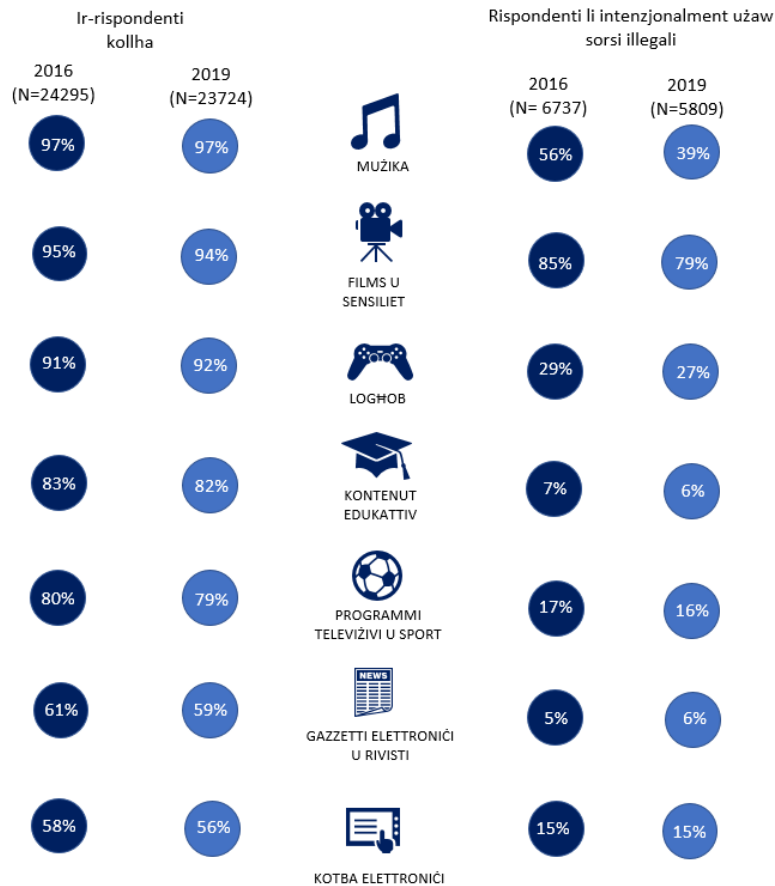 Ir-rispondenti
kollha
Rispondenti li intenzjonalment użaw
sorsi illegali
2016
(N=24295)
2019
(N=23724)
2016
(N= 6737)
2019
(N=5809)
97%
97%
MUŻIKA
56%
39%
95%
94%
FILMS U
SENSILIET
85%
79%
91%
92%
LOGĦOB
29%
27%
83%
82%
KONTENUT
EDUKATTIV
7%
6%
80%
79%
PROGRAMMI
TELEVIŻIVI U SPORT
17%
16%
61%
59%
NEWS
GAZZETTI ELETTRONIĊI
U RIVISTI
5%
6%
58%
56%
KOTBA ELETTRONIĊI
15%
15%